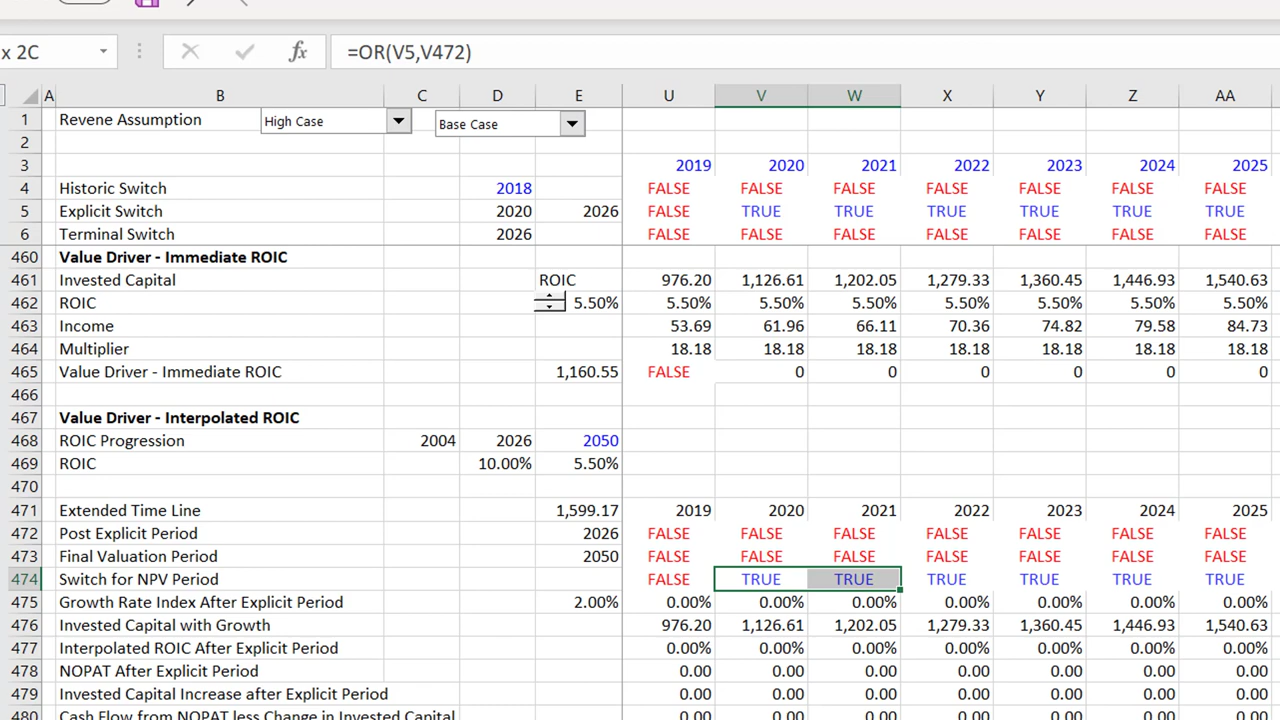 x 2C fx =OR(V5,V472)
A B C D E U V W X Y Z AA
1 Revene Assumption High Case Base Case
2
3 2019 2020 2021 2022 2023 2024 2025
4 Historic Switch 2018 FALSE FALSE FALSE FALSE FALSE FALSE FALSE
5 Explicit Switch 2020 2026 FALSE TRUE TRUE TRUE TRUE TRUE TRUE
6 Terminal Switch 2026 FALSE FALSE FALSE FALSE FALSE FALSE FALSE
460 Value Driver - Immediate ROIC
461 Invested Capital ROIC 976.20 1,126.61 1,202.05 1,279.33 1,360.45 1,446.93 1,540.63
462 ROIC 5.50% 5.50% 5.50% 5.50% 5.50% 5.50% 5.50% 5.50%
463 Income 53.69 61.96 66.11 70.36 74.82 79.58 84.73
464 Multiplier 18.18 18.18 18.18 18.18 18.18 18.18 18.18
465 Value Driver - Immediate ROIC 1,160.55 FALSE 0 0 0 0 0 0
466
467 Value Driver - Interpolated ROIC
468 ROIC Progression 2004 2026 2050
469 ROIC 10.00% 5.50%
470
471 Extended Time Line 1,599.17 2019 2020 2021 2022 2023 2024 2025
472 Post Explicit Period 2026 FALSE FALSE FALSE FALSE FALSE FALSE FALSE
473 Final Valuation Period 2050 FALSE FALSE FALSE FALSE FALSE FALSE FALSE
474 Switch for NPV Period FALSE TRUE TRUE TRUE TRUE TRUE TRUE
475 Growth Rate Index After Explicit Period 2.00% 0.00% 0.00% 0.00% 0.00% 0.00% 0.00% 0.00%
476 Invested Capital with Growth 976.20 1,126.61 1,202.05 1,279.33 1,360.45 1,446.93 1,540.63
477 Interpolated ROIC After Explicit Period 0.00% 0.00% 0.00% 0.00% 0.00% 0.00% 0.00%
478 NOPAT After Explicit Period 0.00 0.00 0.00 0.00 0.00 0.00 0.00
479 Invested Capital Increase after Explicit Period 0.00 0.00 0.00 0.00 0.00 0.00 0.00
480 Cash Flow from NOPAT less Change in Invested Capital 0.00 0.00 0.00 0.00 0.00 0.00 0.00